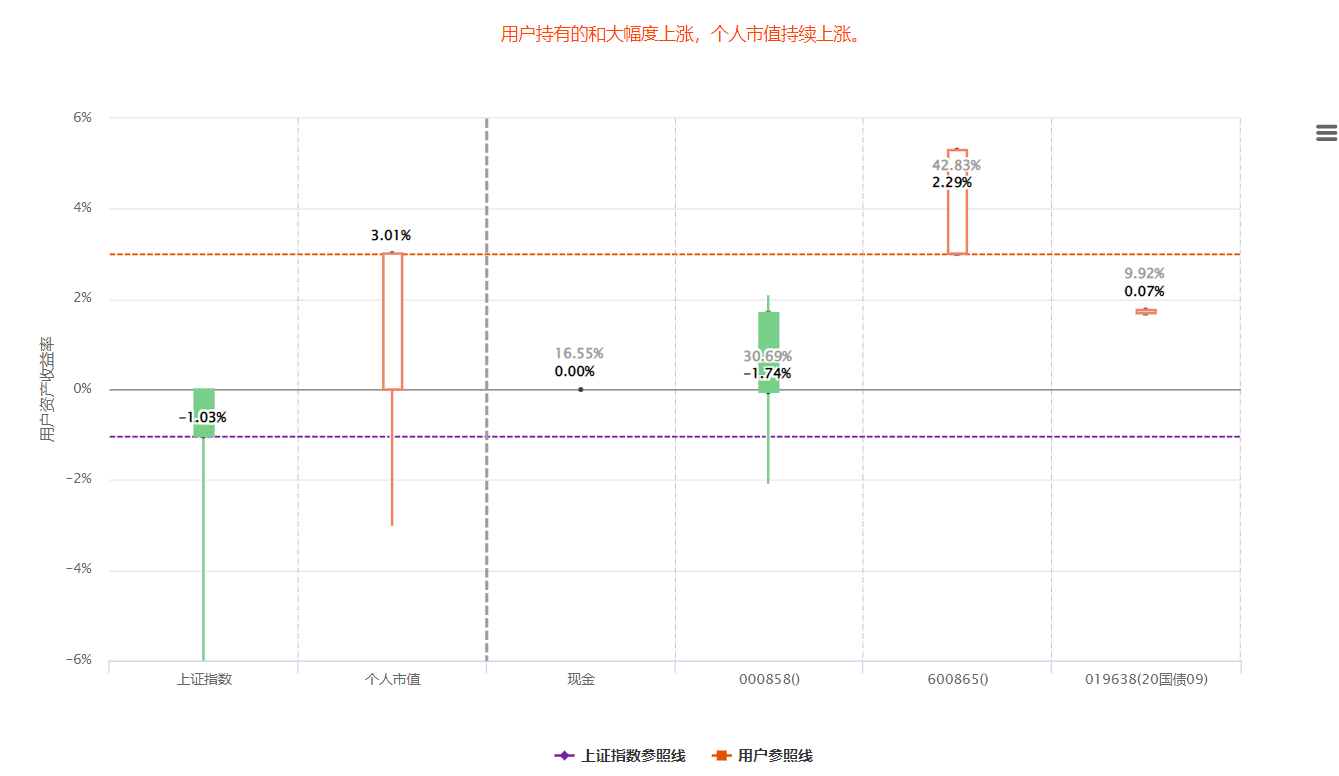 用户持有的和大幅度上涨，个人市值持续上涨。
6%
4%
2%
0%
-2%
-4%
-6%
用户资产收益率
-1.03%
3.01%
16.55%
0.00%
30.69%
-1.74%
42.83%
2.29%
9.92%
0.07%
上证指数
个人市值
现金
000858()
600865()
019638(20国债09)
上证指数参照线
用户参照线